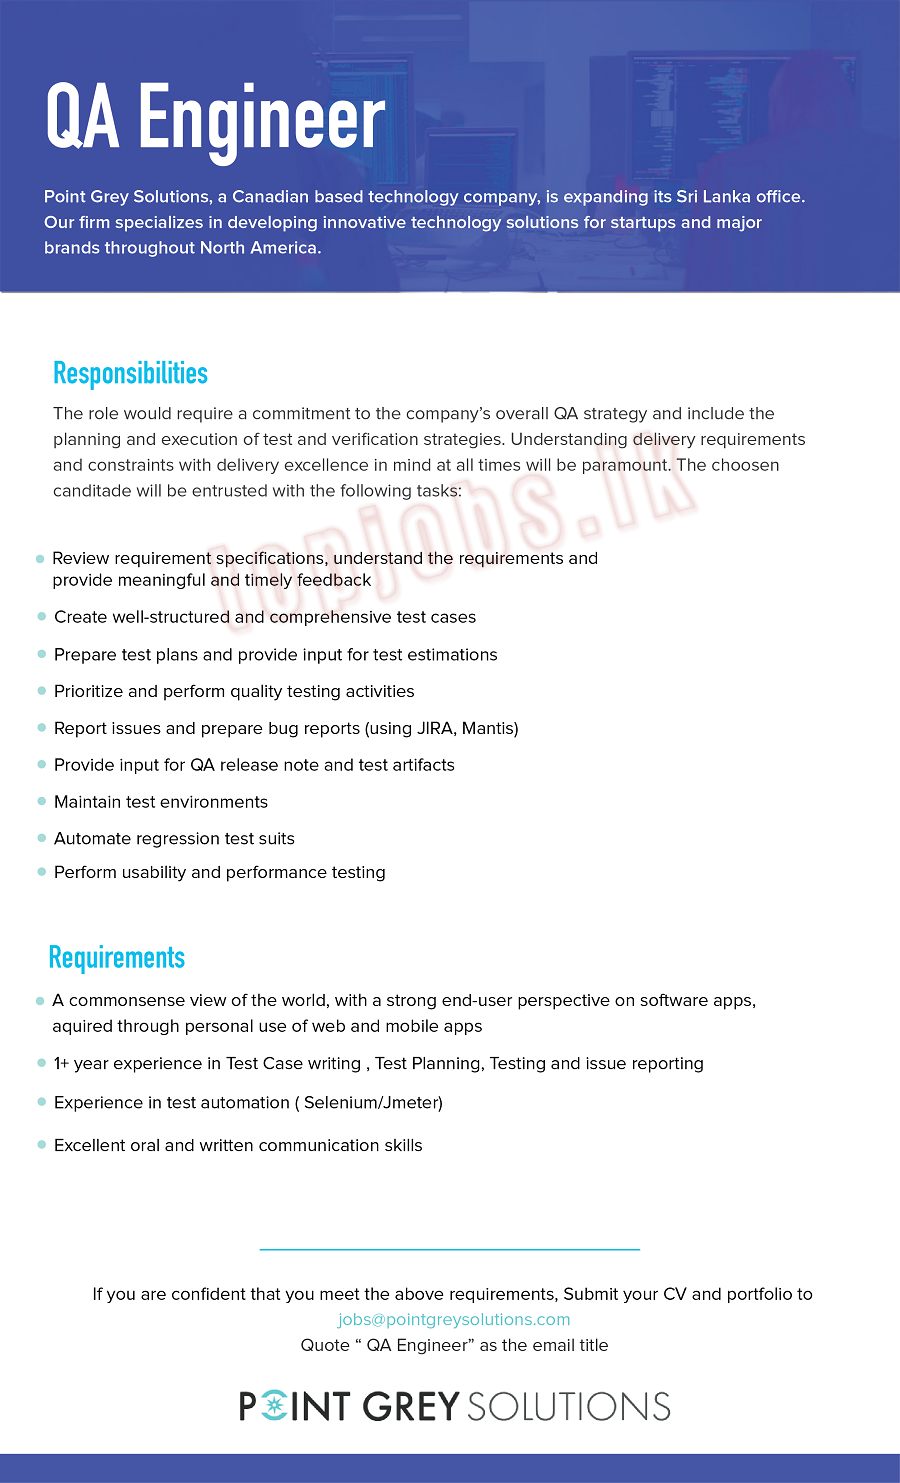 QA Engineer
Point Grey Solutions, a Canadian based technology company, is expanding its Sri Lanka office.
Our firm specializes in developing innovative technology solutions for startups and major
brands throughout North America.
Responsibilities
The role would require a commitment to the company’s overall QA strategy and include the
planning and execution of test and verification strategies. Understanding delivery requirements
and constraints with delivery excellence in mind at all times will be paramount. The choosen
canditade will be entrusted with the following tasks:
topjobs.lk
Review requirement specifications, understand the requirements and
provide meaningful and timely feedback
Create well-structured and comprehensive test cases
Prepare test plans and provide input for test estimations
Prioritize and perform quality testing activities
Report issues and prepare bug reports (using JIRA, Mantis)
Provide input for QA release note and test artifacts
Maintain test environments
Automate regression test suits
Perform usability and performance testing
Requirements
A commonsense view of the world, with a strong end-user perspective on software apps,
aquired through personal use of web and mobile apps
1+ year experience in Test Case writing , Test Planning, Testing and issue reporting
Experience in test automation ( Selenium/Jmeter)
Excellent oral and written communication skills
If you are confident that you meet the above requirements, Submit your CV and portfolio to
jobs@pointgreysolutions.com
Quote “ QA Engineer” as the email title
POINT GREY SOLUTIONS